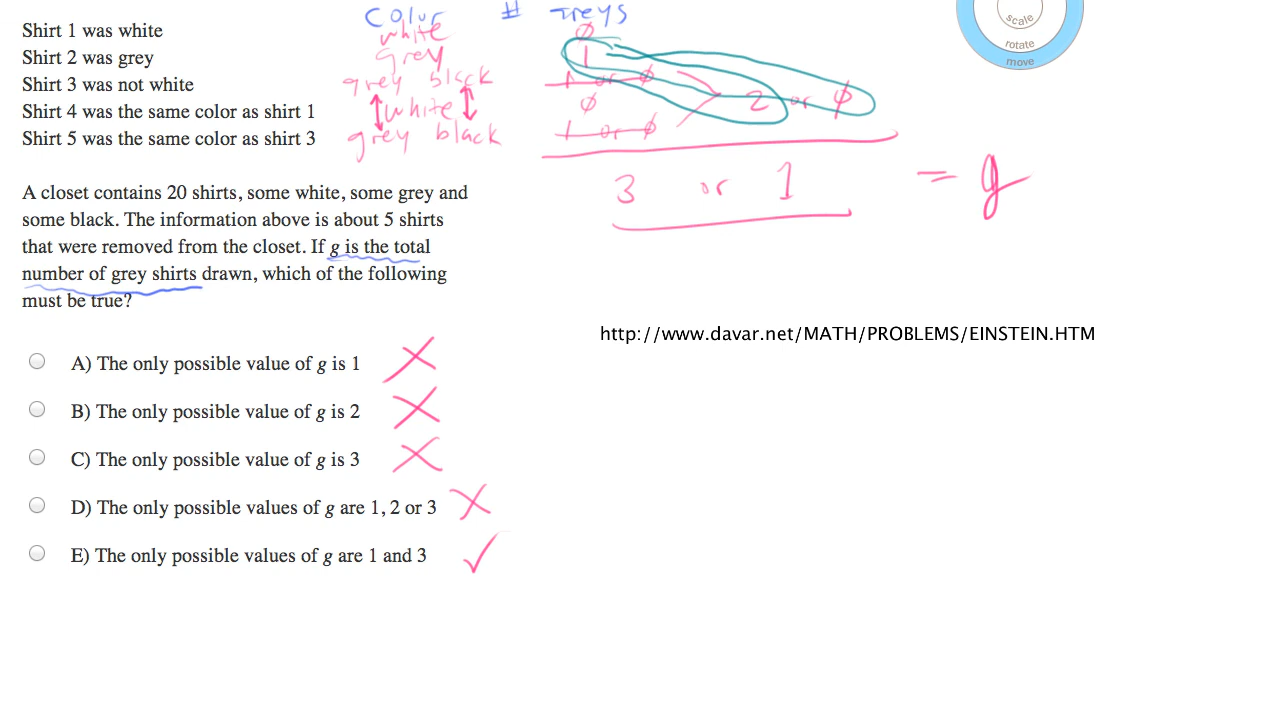 Color # Greys
Shirt 1 was white white ϕ
Shirt 2 was grey grey 1
Shirt 3 was not white grey black 1 or ϕ
Shirt 4 was the same color as shirt 1 white ϕ 2 or ϕ
Shirt 5 was the same color as shirt 3 grey black 1 or ϕ
3 or 1 = g
A closet contains 20 shirts, some white, some grey and
some black. The information above is about 5 shirts
that were removed from the closet. If g is the total
number of grey shirts drawn, which of the following
must be true?
A) The only possible value of g is 1
B) The only possible value of g is 2
C) The only possible value of g is 3
D) The only possible values of g are 1, 2 or 3
E) The only possible values of g are 1 and 3
http://www.davar.net/MATH/PROBLEMS/EINSTEIN.HTM
scale
rotate
move